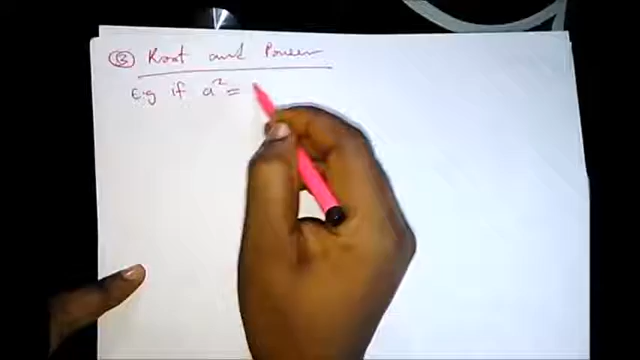 ③ Root and Power
E.g if a² =